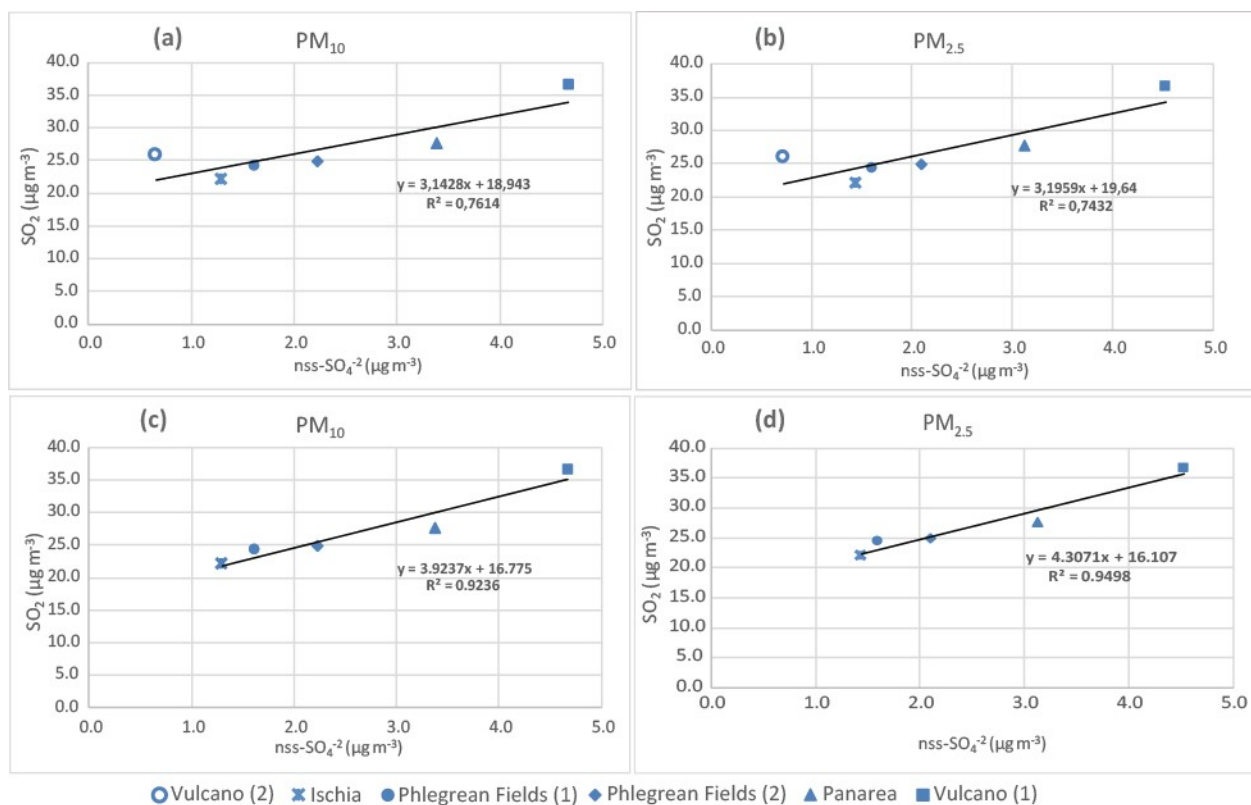 (a) PM10
40.0
35.0
30.0
25.0
20.0
15.0
10.0
5.0
0.0
SO2 (µg m-3)
y = 3,1428x + 18,943
R² = 0,7614
0.0 1.0 2.0 3.0 4.0 5.0
nss-SO4-2 (µg m-3)
(b) PM2.5
40.0
35.0
30.0
25.0
20.0
15.0
10.0
5.0
0.0
SO2 (µg m-3)
y = 3,1959x + 19,64
R² = 0,7432
0.0 1.0 2.0 3.0 4.0 5.0
nss-SO4-2 (µg m-3)
(c) PM10
40.0
35.0
30.0
25.0
20.0
15.0
10.0
5.0
0.0
SO2 (µg m-3)
y = 3.9237x + 16.775
R² = 0.9236
0.0 1.0 2.0 3.0 4.0 5.0
nss-SO4-2 (µg m-3)
(d) PM2.5
40.0
35.0
30.0
25.0
20.0
15.0
10.0
5.0
0.0
SO2 (µg m-3)
y = 4.3071x + 16.107
R² = 0.9498
0.0 1.0 2.0 3.0 4.0 5.0
nss-SO4-2 (µg m-3)
Vulcano (2) Ischia Phlegrean Fields (1) Phlegrean Fields (2) Panarea Vulcano (1)